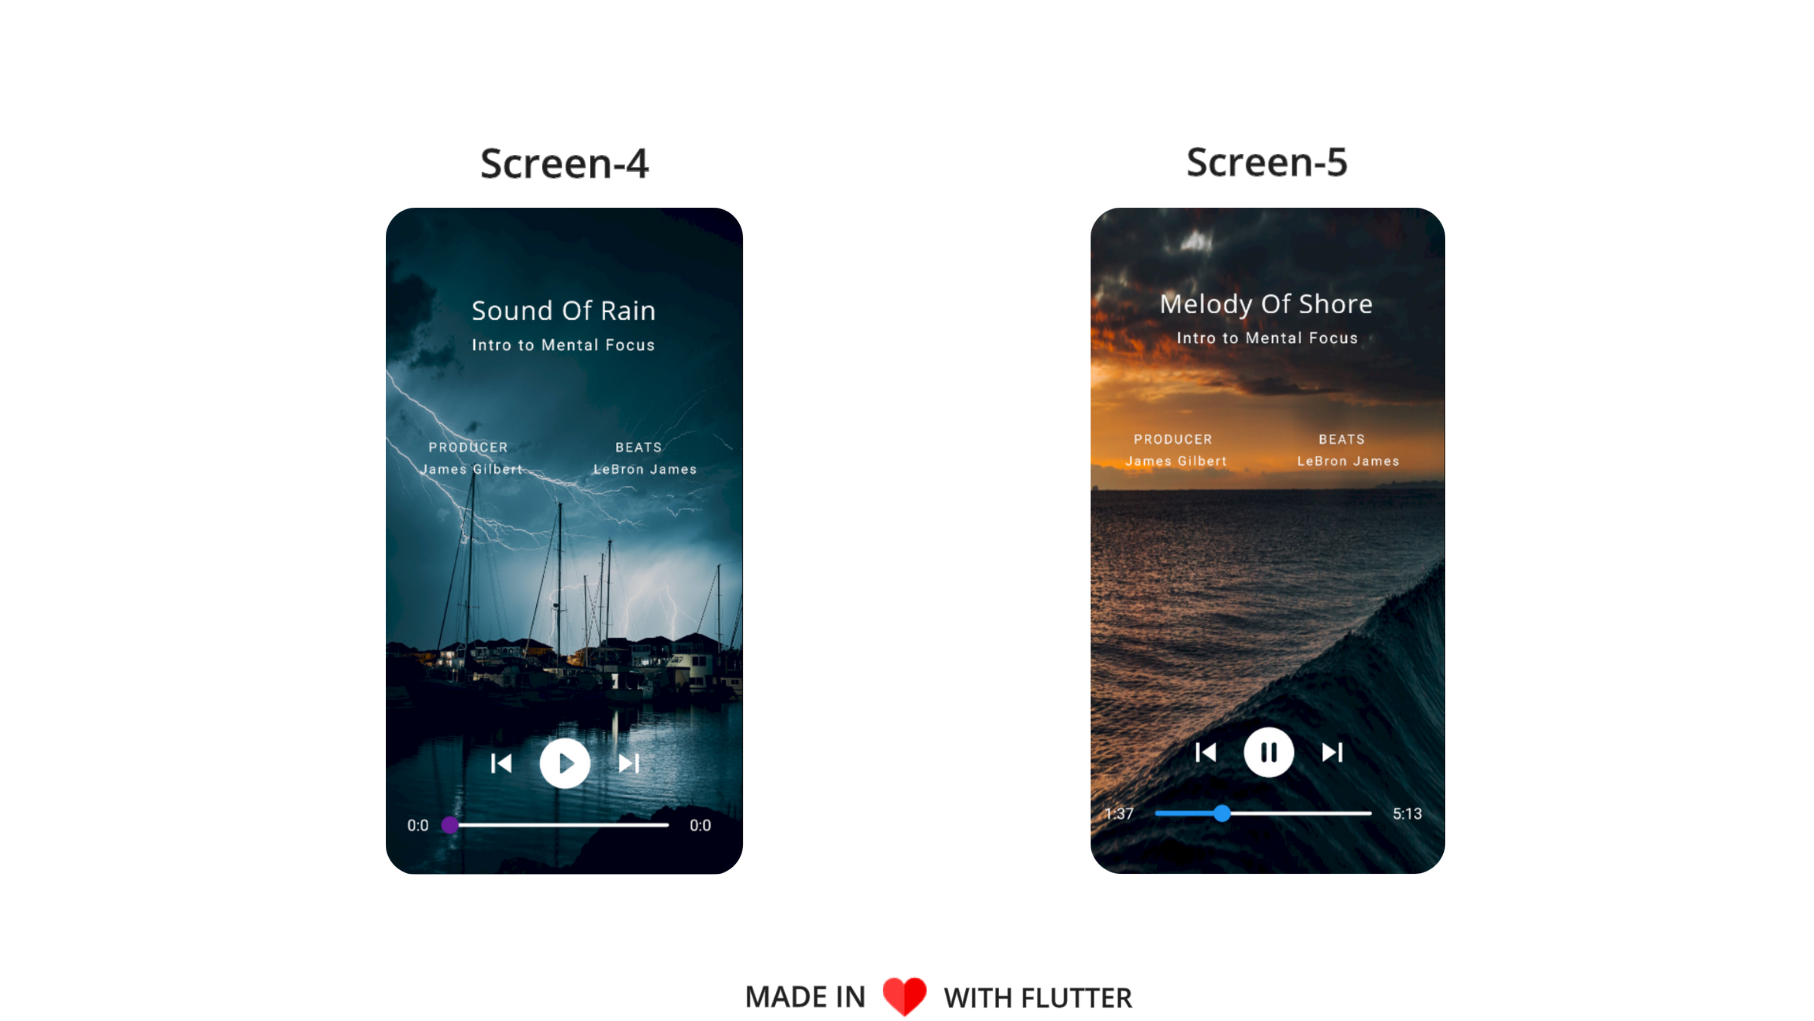 Screen-4
Sound Of Rain
Intro to Mental Focus
PRODUCER BEATS
James Gilbert LeBron James
0:0 0:0
Screen-5
Melody Of Shore
Intro to Mental Focus
PRODUCER BEATS
James Gilbert LeBron James
1:37 5:13
MADE IN WITH FLUTTER